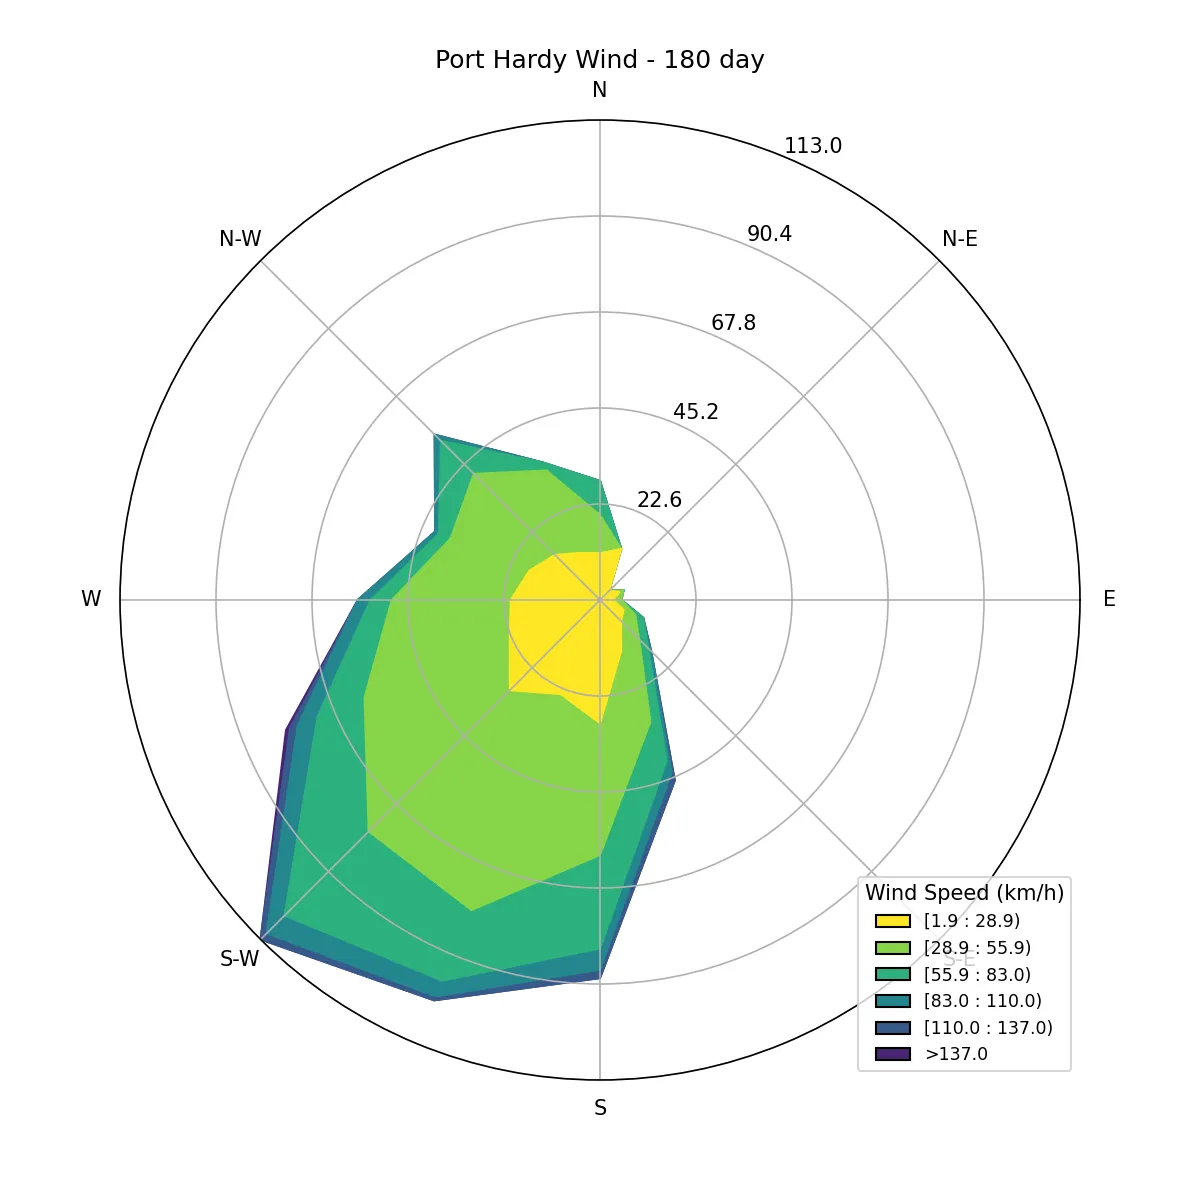 Port Hardy Wind - 180 day
N
113.0
N-W
90.4
N-E
67.8
45.2
22.6
W
E
Wind Speed (km/h)
[1.9 : 28.9)
[28.9 : 55.9)
S-W
S-E
[55.9 : 83.0)
[83.0 : 110.0)
[110.0 : 137.0)
>137.0
S